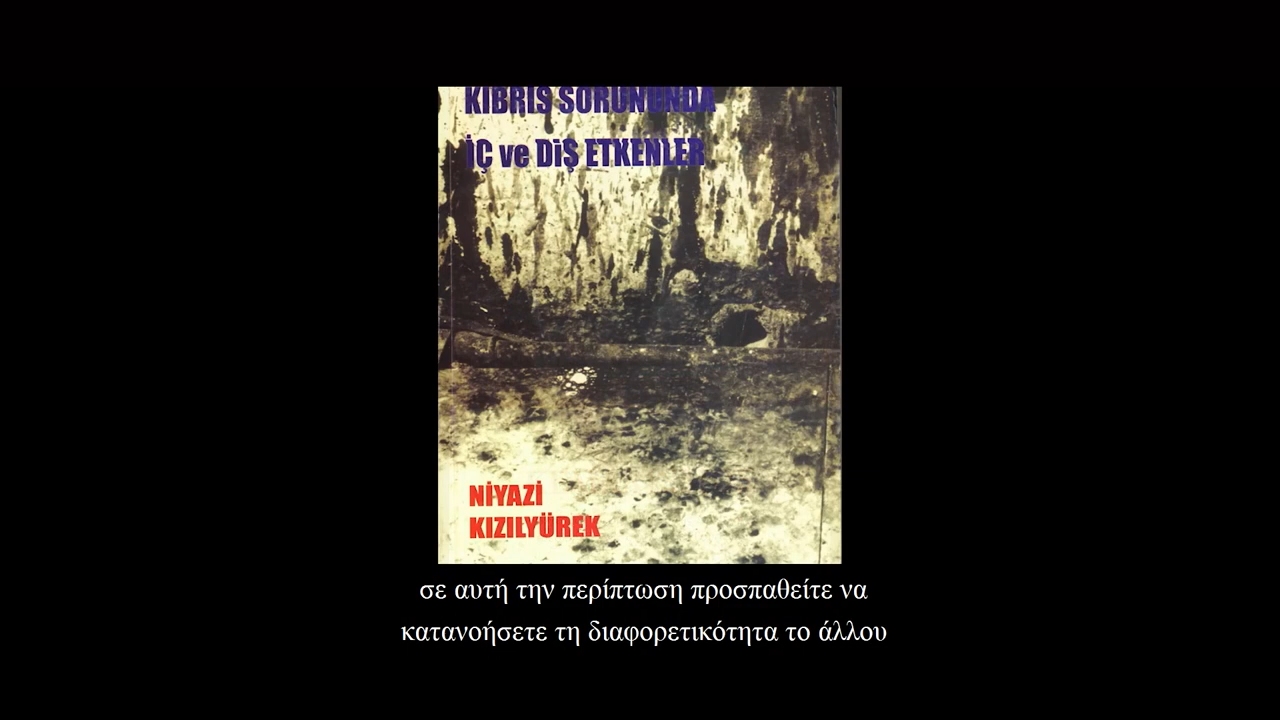 KIBRIS SORUNUNDA
İÇ ve DiŞ ETKENLER
NİYAZİ
KIZILYÜREK
σε αυτή την περίπτωση προσπαθείτε να
κατανοήσετε τη διαφορετικότητα το άλλου